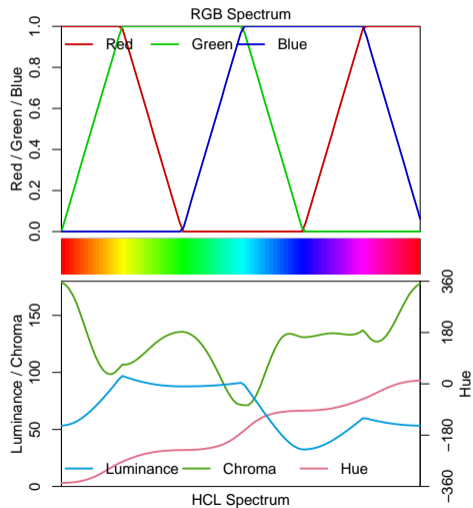 RGB Spectrum
Red / Green / Blue
1.0
0.8
0.6
0.4
0.2
0.0
Red Green Blue
Luminance / Chroma
150
100
50
0
360
180
0
−180
−360
Hue
Luminance Chroma Hue
HCL Spectrum